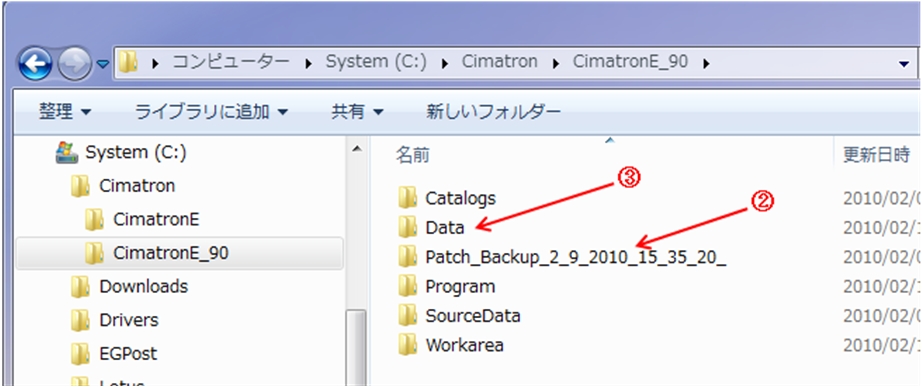 コンピューター System (C:) Cimatron CimatronE_90
整理 ライブラリに追加 共有 新しいフォルダー
System (C:)
Cimatron
CimatronE
CimatronE_90
Downloads
Drivers
EGPost
Lotus
名前 更新日時
③
②
Catalogs 2010/02/0
Data 2010/02/1
Patch_Backup_2_9_2010_15_35_20_ 2010/02/0
Program 2010/02/1
SourceData 2010/02/0
Workarea 2010/02/1